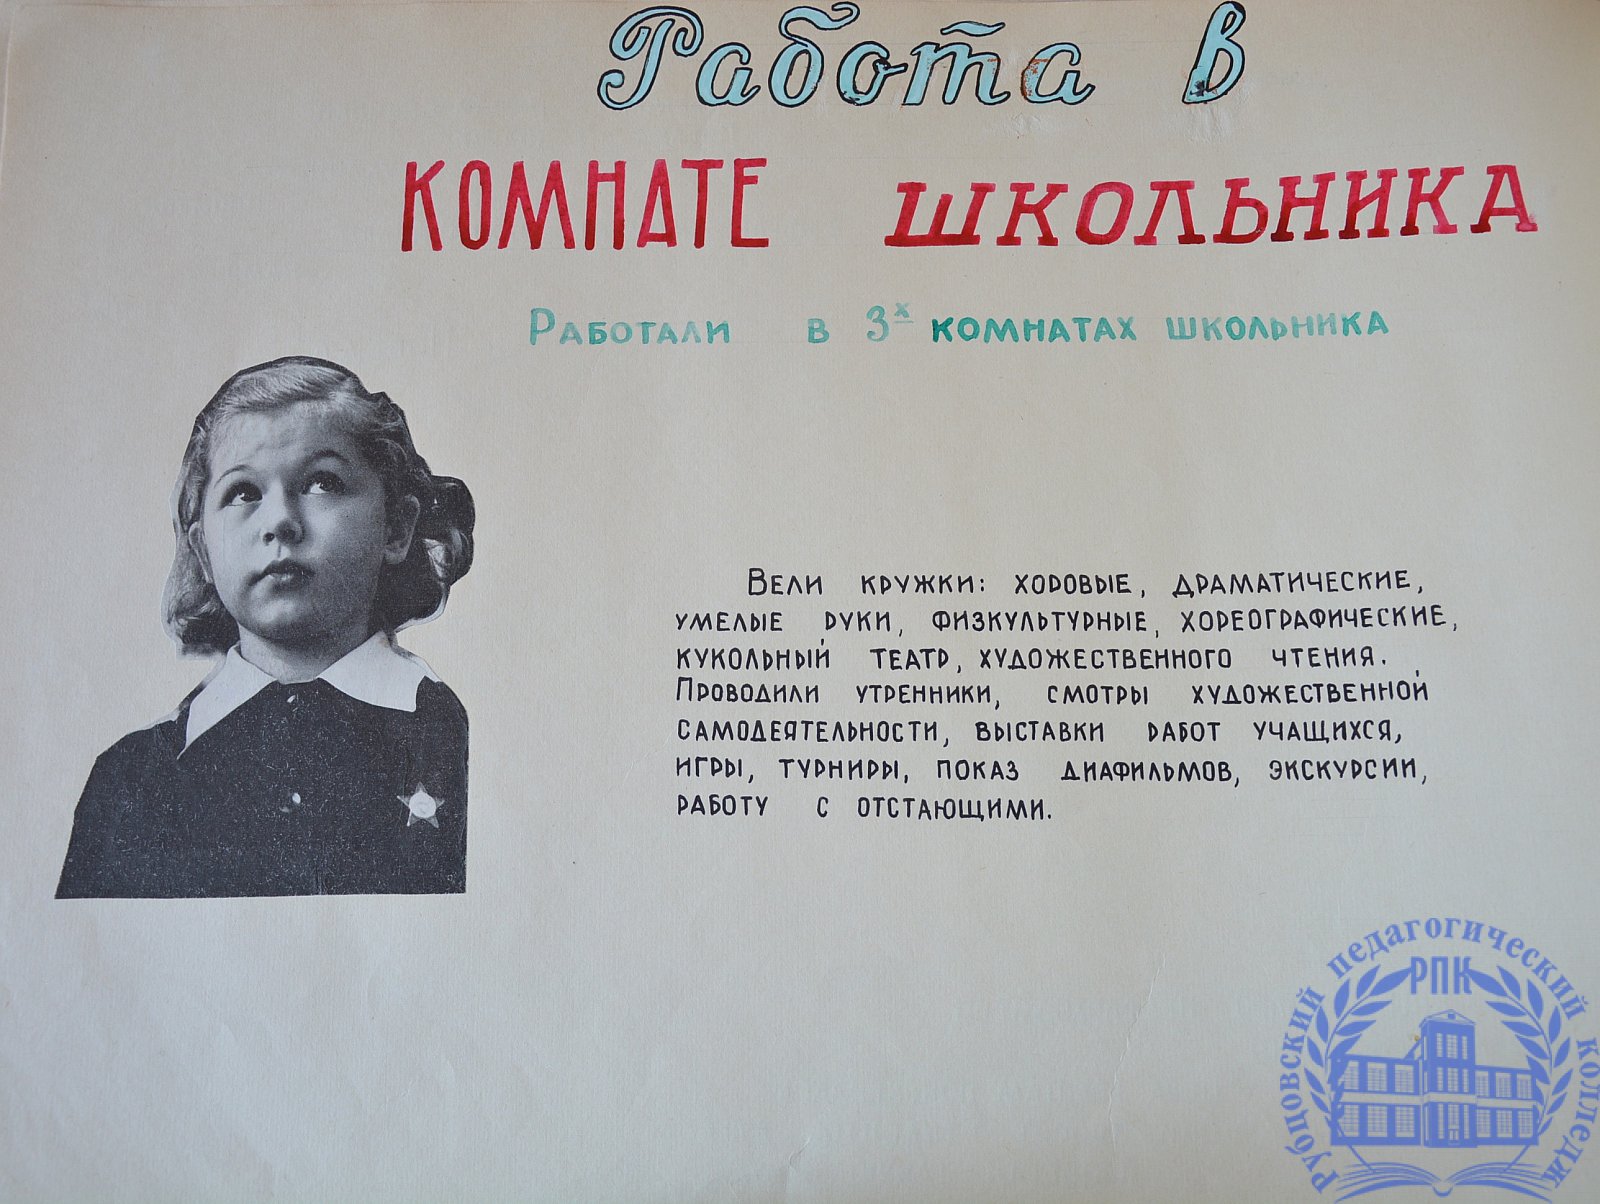 Работа в
КОМНАТЕ ШКОЛЬНИКА
Работали в 3х комнатах школьника
Вели кружки: хоровые, драматические,
умелые руки, физкультурные, хореографические,
кукольный театр, художественного чтения.
Проводили утренники, смотры художественной
самодеятельности, выставки работ учащихся,
игры, турниры, показ диафильмов, экскурсии,
работу с отстающими.
Рубцовский педагогический колледж
РПК